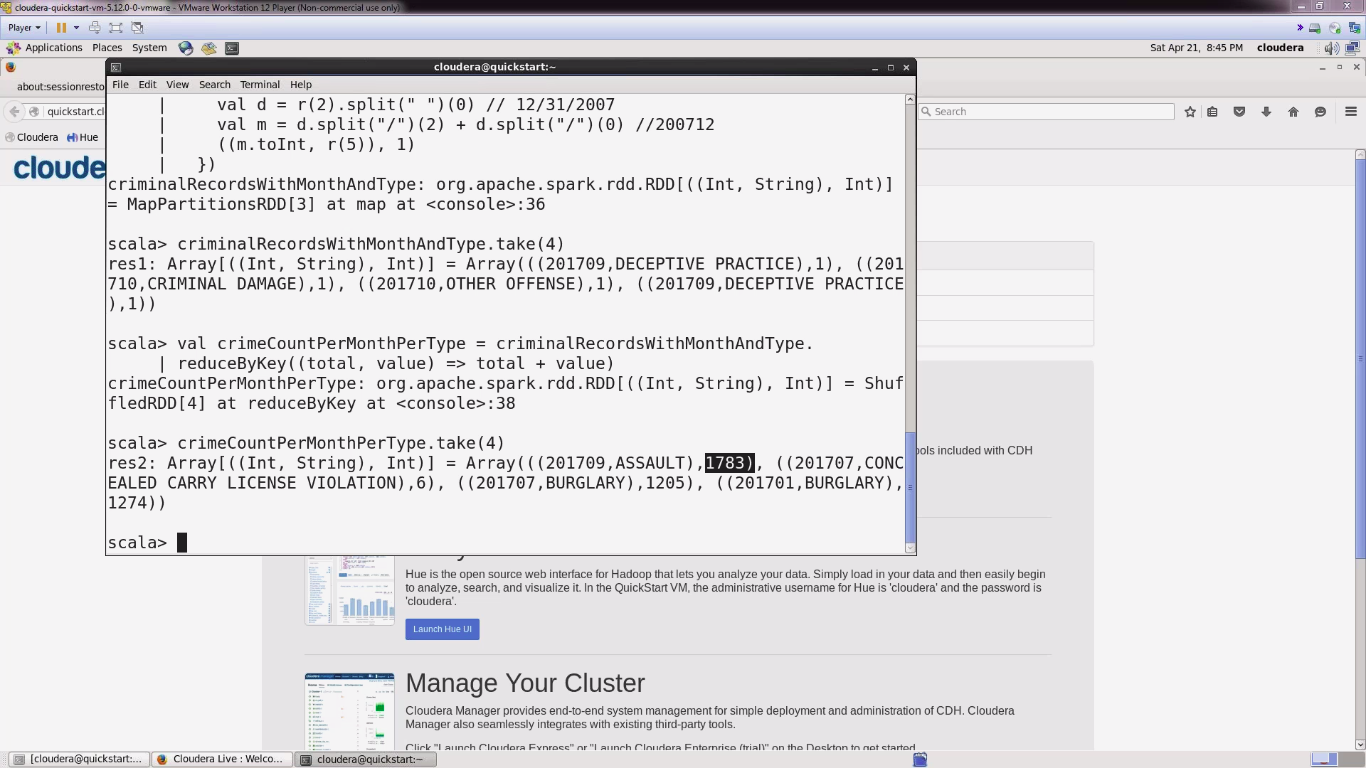 cloudera-quickstart-vm-5.12.0-0-vmware - VMware Workstation 12 Player (Non-commercial use only)
Player
Applications Places System
Sat Apr 21, 8:45 PM cloudera
cloudera@quickstart:~
about:sessionresto
File Edit View Search Terminal Help
quickstart.cl
Search
Cloudera Hue
cloude
| val d = r(2).split(" ")(0) // 12/31/2007
| val m = d.split("/")(2) + d.split("/")(0) //200712
| ((m.toInt, r(5)), 1)
| })
criminalRecordsWithMonthAndType: org.apache.spark.rdd.RDD[((Int, String), Int)]
= MapPartitionsRDD[3] at map at <console>:36
scala> criminalRecordsWithMonthAndType.take(4)
res1: Array[((Int, String), Int)] = Array(((201709,DECEPTIVE PRACTICE),1), ((201
710,CRIMINAL DAMAGE),1), ((201710,OTHER OFFENSE),1), ((201709,DECEPTIVE PRACTICE
),1))
scala> val crimeCountPerMonthPerType = criminalRecordsWithMonthAndType.
| reduceByKey((total, value) => total + value)
crimeCountPerMonthPerType: org.apache.spark.rdd.RDD[((Int, String), Int)] = Shuf
fledRDD[4] at reduceByKey at <console>:38
scala> crimeCountPerMonthPerType.take(4)
res2: Array[((Int, String), Int)] = Array(((201709,ASSAULT),1783), ((201707,CONC
EALED CARRY LICENSE VIOLATION),6), ((201707,BURGLARY),1205), ((201701,BURGLARY),
1274))
scala>
ools included with CDH
Hue is the open source web interface for Hadoop that lets you analyze your data. Simply load in your data and then easily begin
to analyze, search, and visualize it. In the QuickStart VM, the administrative username for Hue is 'cloudera' and the password is
'cloudera'.
Launch Hue UI
Manage Your Cluster
Cloudera Manager provides end-to-end system management for simple deployment and administration of CDH. Cloudera
Manager also seamlessly integrates with existing third-party tools.
Click "Launch Cloudera Express" or "Launch Cloudera Enterprise (trial)" on the Desktop to get started
[cloudera@quickstart:... Cloudera Live : Welco... cloudera@quickstart:~